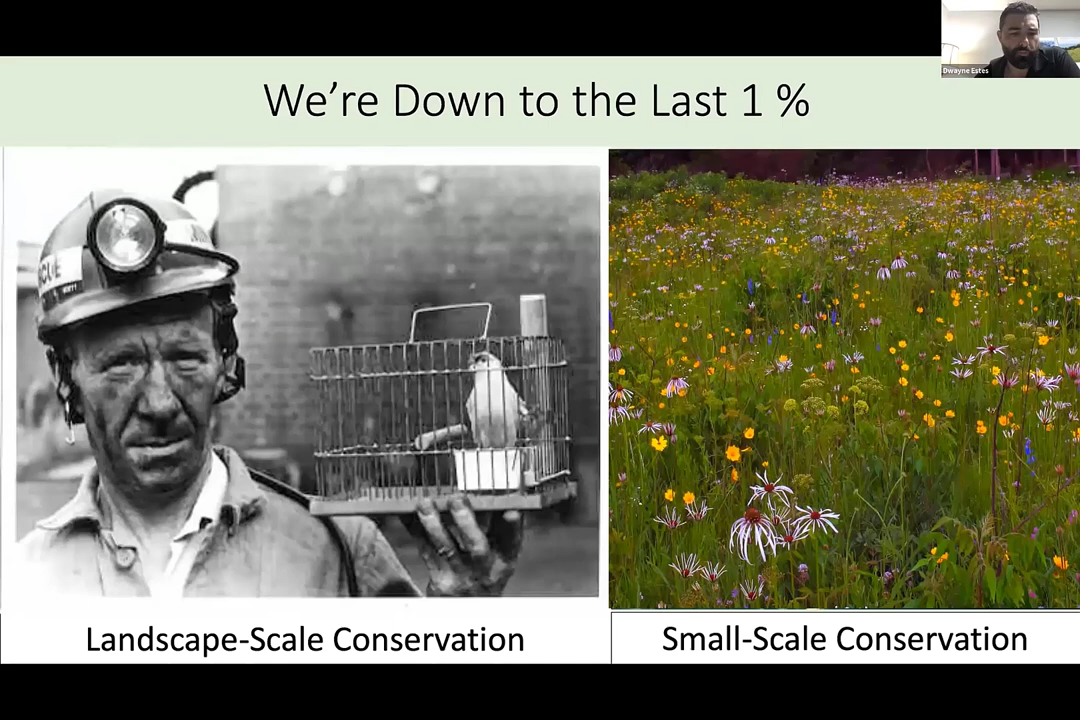 We're Down to the Last 1 %
Dwayne Estes
Landscape-Scale Conservation
Small-Scale Conservation